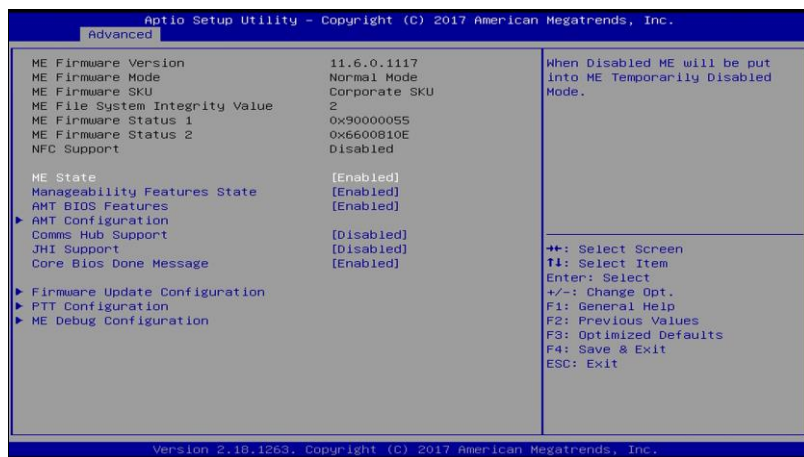 Aptio Setup Utility – Copyright (C) 2017 American Megatrends, Inc.
Advanced
ME Firmware Version 11.6.0.1117
ME Firmware Mode Normal Mode
ME Firmware SKU Corporate SKU
ME File System Integrity Value 2
ME Firmware Status 1 0x90000055
ME Firmware Status 2 0x6600810E
NFC Support Disabled
ME State [Enabled]
Manageability Features State [Enabled]
AMT BIOS Features [Enabled]
► AMT Configuration
Comms Hub Support [Disabled]
JHI Support [Disabled]
Core Bios Done Message [Enabled]
► Firmware Update Configuration
► PTT Configuration
► ME Debug Configuration
When Disabled ME will be put
into ME Temporarily Disabled
Mode.
→←: Select Screen
↑↓: Select Item
Enter: Select
+/-: Change Opt.
F1: General Help
F2: Previous Values
F3: Optimized Defaults
F4: Save & Exit
ESC: Exit
Version 2.18.1263. Copyright (C) 2017 American Megatrends, Inc.